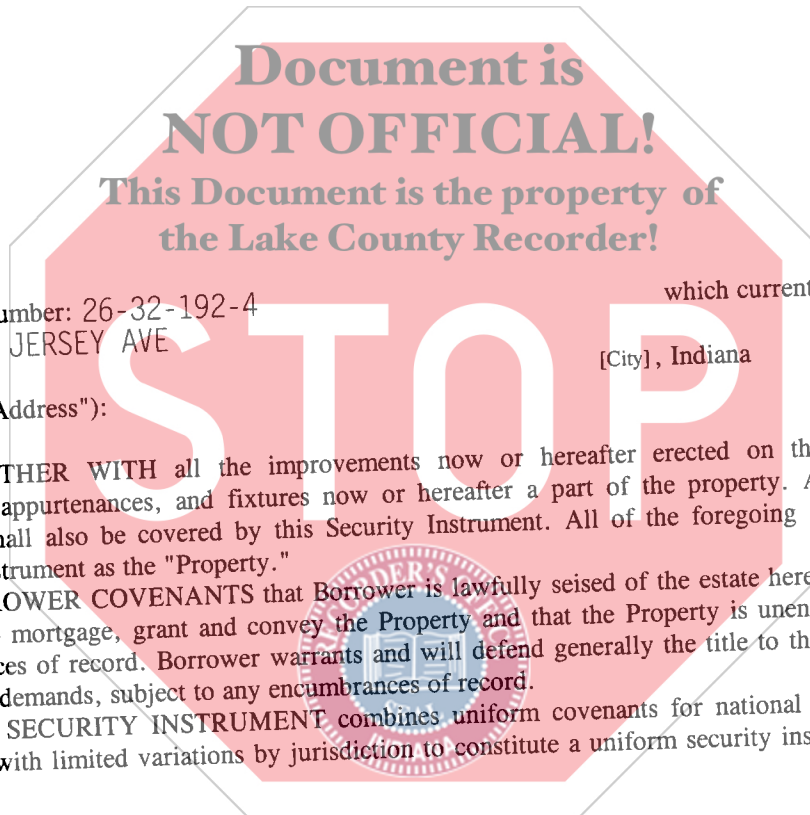 Document is
NOT OFFICIAL!
This Document is the property of
the Lake County Recorder!
umber: 26-32-192-4
which current
JERSEY AVE
[City], Indiana
Address"):
STOP
THER WITH all the improvements now or hereafter erected on th
appurtenances, and fixtures now or hereafter a part of the property. A
nall also be covered by this Security Instrument. All of the foregoing
trument as the "Property."
OWER COVENANTS that Borrower is lawfully seised of the estate here
mortgage, grant and convey the Property and that the Property is unen
ces of record. Borrower warrants and will defend generally the title to th
demands, subject to any encumbrances of record.
SECURITY INSTRUMENT combines uniform covenants for national
with limited variations by jurisdiction to constitute a uniform security ins
RECORDER'S OFFICE
SEAL